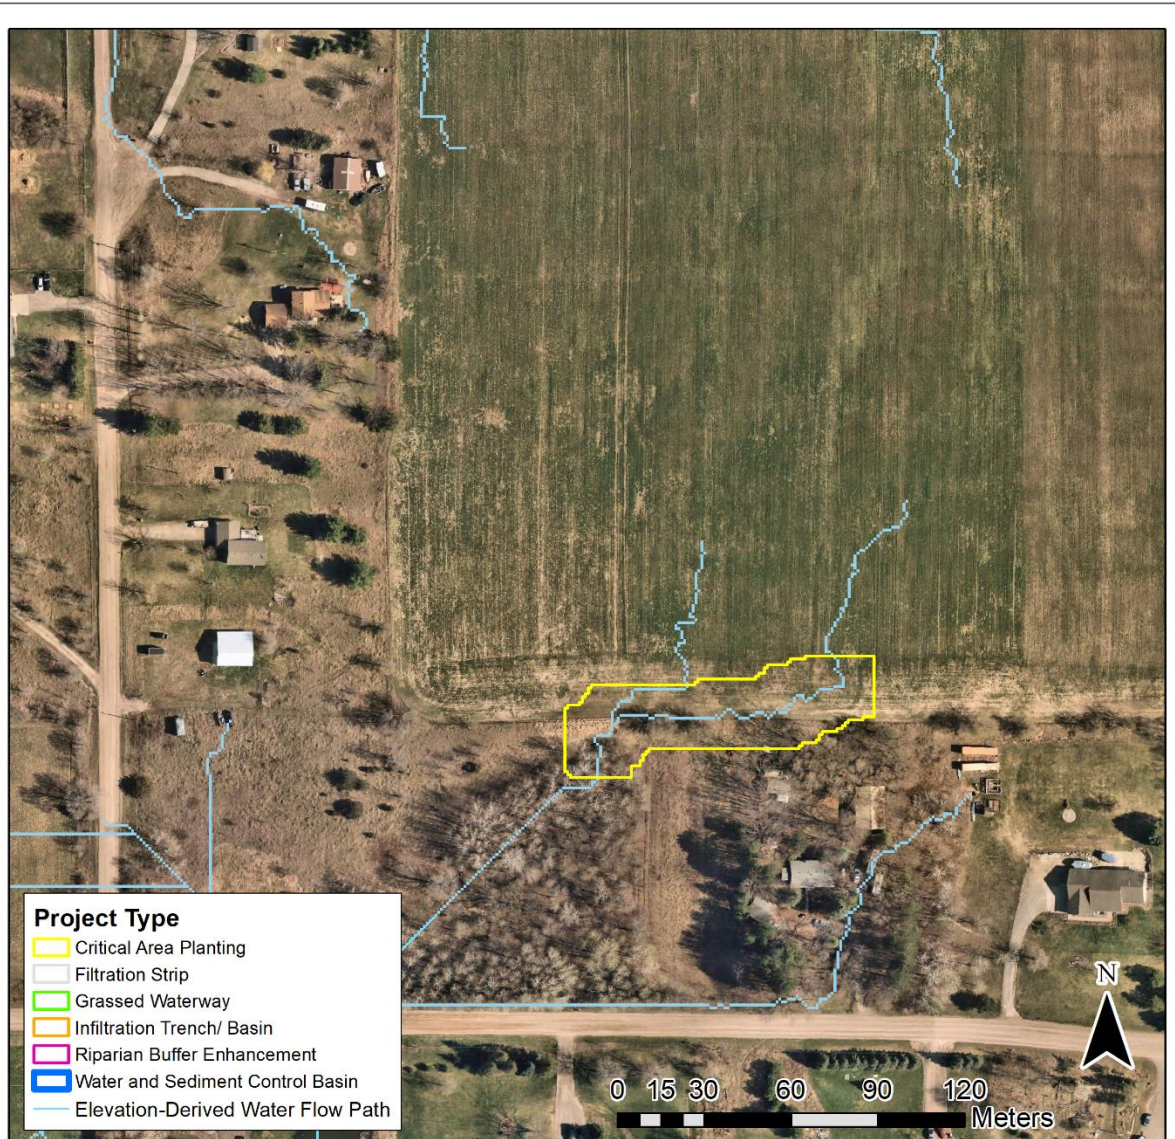 Project Type
Critical Area Planting
Filtration Strip
Grassed Waterway
Infiltration Trench/ Basin
Riparian Buffer Enhancement
Water and Sediment Control Basin
Elevation-Derived Water Flow Path
N
0 15 30 60 90 120
Meters